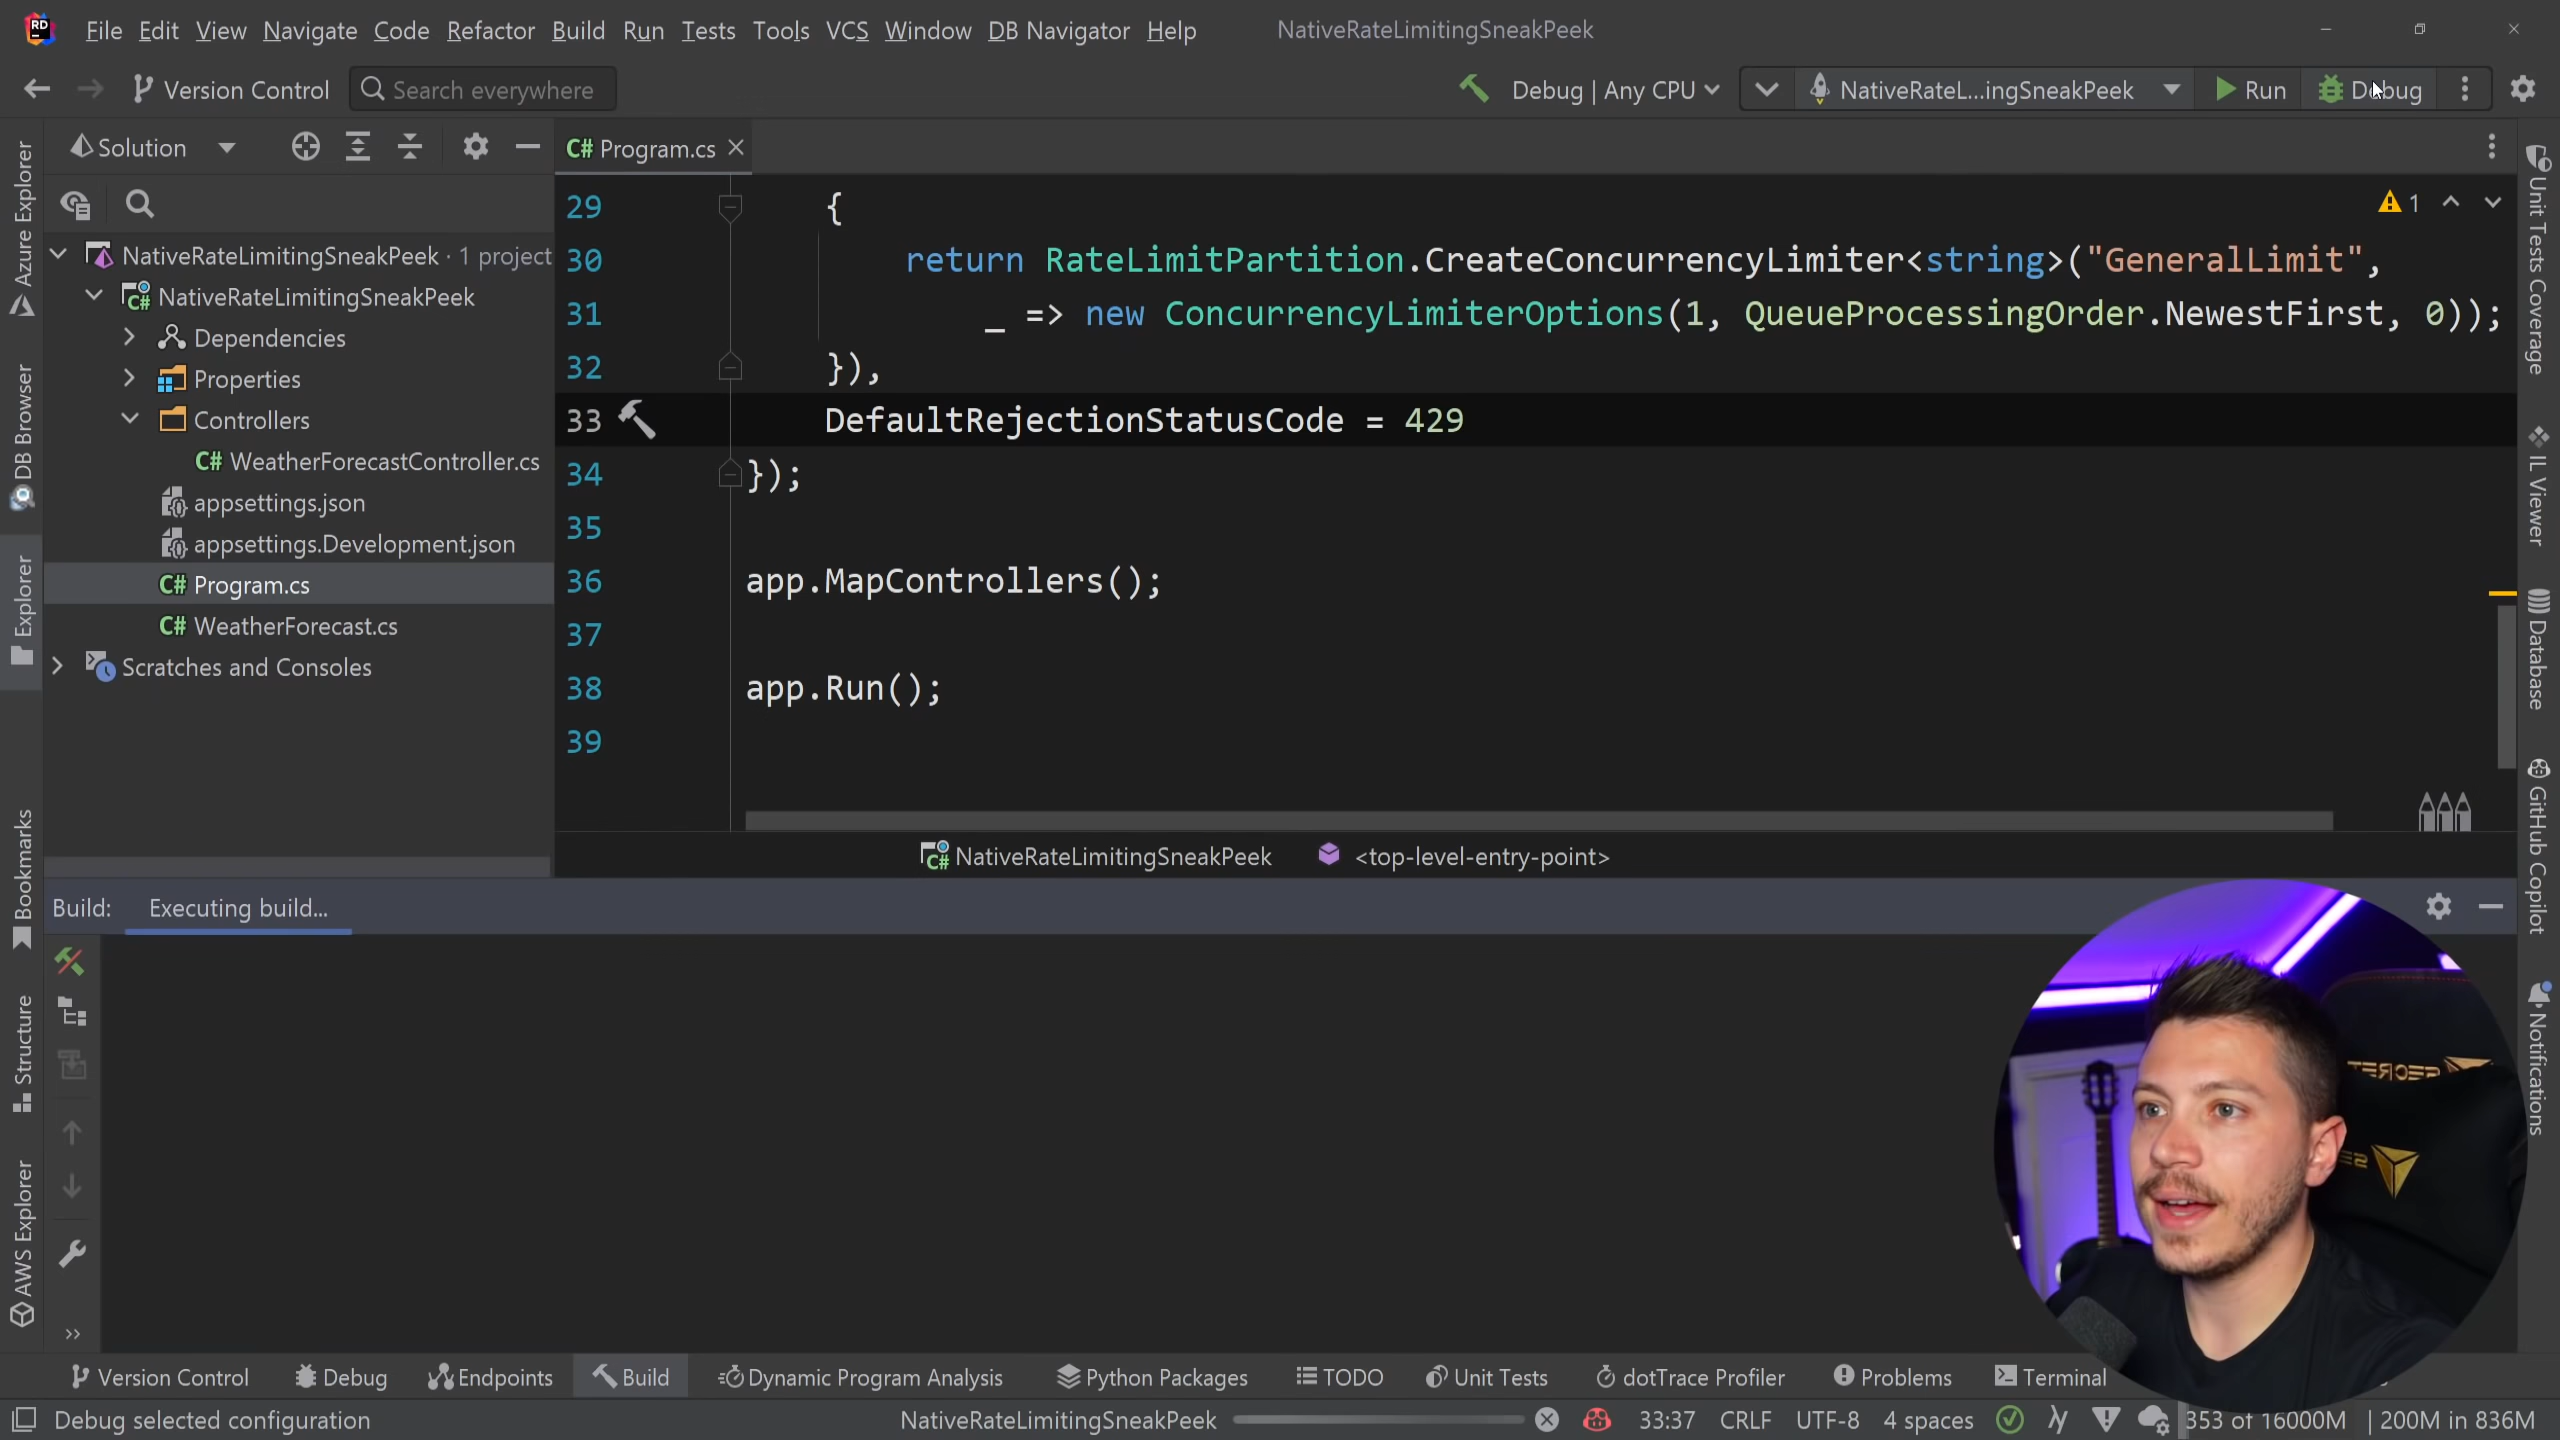 File Edit View Navigate Code Refactor Build Run Tests Tools VCS Window DB Navigator Help NativeRateLimitingSneakPeek
Version Control Search everywhere Debug | Any CPU NativeRateL...ingSneakPeek Run Debug
Solution
Program.cs
29 {
30 return RateLimitPartition.CreateConcurrencyLimiter<string>("GeneralLimit",
31 _ => new ConcurrencyLimiterOptions(1, QueueProcessingOrder.NewestFirst, 0));
32 }),
33 DefaultRejectionStatusCode = 429
34 });
35
36 app.MapControllers();
37
38 app.Run();
39
1
NativeRateLimitingSneakPeek · 1 project
NativeRateLimitingSneakPeek
Dependencies
Properties
Controllers
C# WeatherForecastController.cs
appsettings.json
appsettings.Development.json
C# Program.cs
C# WeatherForecast.cs
Scratches and Consoles
Azure Explorer
DB Browser
Explorer
Bookmarks
Structure
AWS Explorer
Unit Tests Coverage
IL Viewer
Database
GitHub Copilot
Notifications
NativeRateLimitingSneakPeek <top-level-entry-point>
Build: Executing build...
Version Control Debug Endpoints Build Dynamic Program Analysis Python Packages TODO Unit Tests dotTrace Profiler Problems Terminal
Debug selected configuration NativeRateLimitingSneakPeek 33:37 CRLF UTF-8 4 spaces 353 of 16000M | 200M in 836M